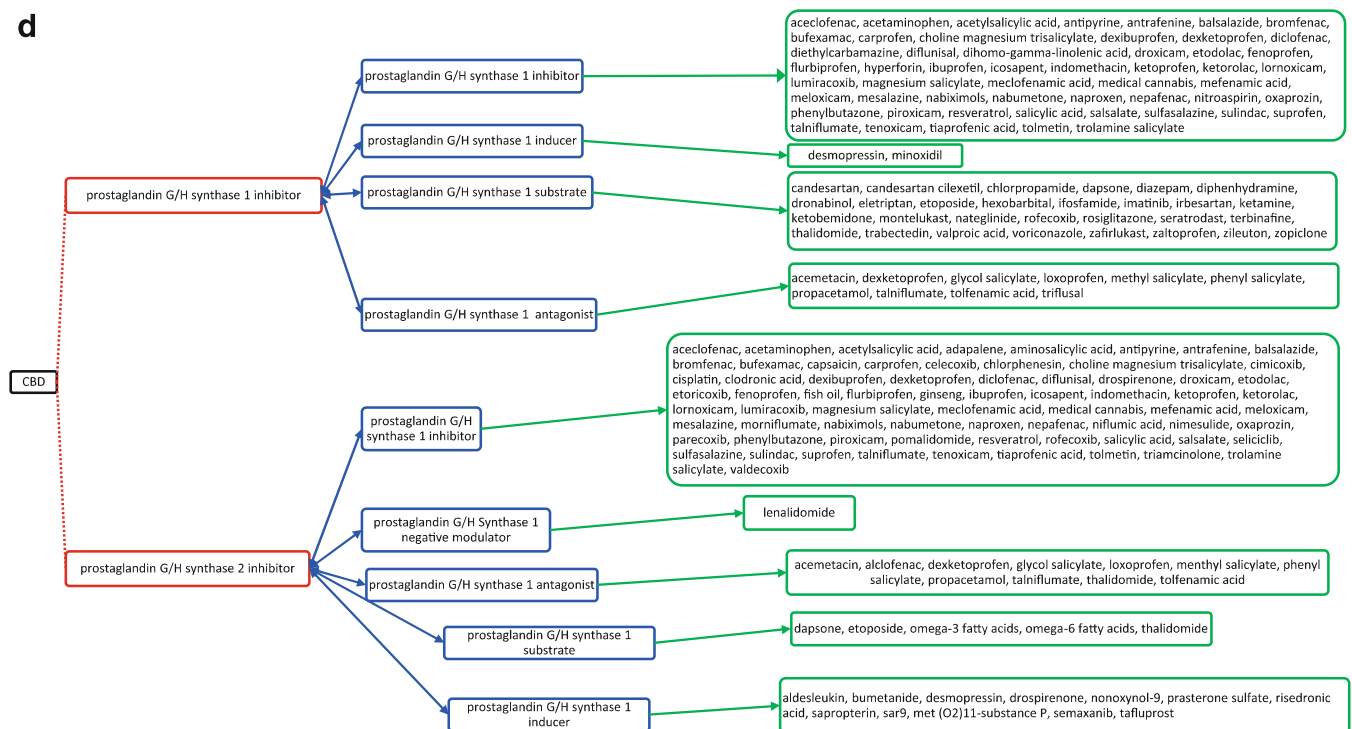 d
prostaglandin G/H synthase 1 inhibitor
aceclofenac, acetaminophen, acetylsalicylic acid, antipyrine, antrafenine, balsalazide, bromfenac,
bufexamac, carprofen, choline magnesium trisalicylate, dexibuprofen, dexketoprofen, diclofenac,
diethylcarbamazine, diflunisal, dihomo-gamma-linolenic acid, droxicam, etodolac, fenoprofen,
flurbiprofen, hyperforin, ibuprofen, icosapent, indomethacin, ketoprofen, ketorolac, lornoxicam,
lumiracoxib, magnesium salicylate, meclofenamic acid, medical cannabis, mefenamic acid,
meloxicam, mesalazine, nabiximols, nabumetone, naproxen, nepafenac, nitroaspirin, oxaprozin,
phenylbutazone, piroxicam, resveratrol, salicylic acid, salsalate, sulfasalazine, sulindac, suprofen,
talniflumate, tenoxicam, tiaprofenic acid, tolmetin, trolamine salicylate
prostaglandin G/H synthase 1 inducer
desmopressin, minoxidil
prostaglandin G/H synthase 1 inhibitor
prostaglandin G/H synthase 1 substrate
candesartan, candesartan cilexetil, chlorpropamide, dapsone, diazepam, diphenhydramine,
dronabinol, eletriptan, etoposide, hexobarbital, ifosfamide, imatinib, irbesartan, ketamine,
ketobemidone, montelukast, nateglinide, rofecoxib, rosiglitazone, seratrodast, terbinafine,
thalidomide, trabectedin, valproic acid, voriconazole, zafirlukast, zaltoprofen, zileuton, zopiclone
prostaglandin G/H synthase 1 antagonist
acemetacin, dexketoprofen, glycol salicylate, loxoprofen, methyl salicylate, phenyl salicylate,
propacetamol, talniflumate, tolfenamic acid, triflusal
CBD
prostaglandin G/H
synthase 1 inhibitor
aceclofenac, acetaminophen, acetylsalicylic acid, adapalene, aminosalicylic acid, antipyrine, antrafenine, balsalazide,
bromfenac, bufexamac, capsaicin, carprofen, celecoxib, chlorphenesin, choline magnesium trisalicylate, cimicoxib,
cisplatin, clodronic acid, dexibuprofen, dexketoprofen, diclofenac, diflunisal, drospirenone, droxicam, etodolac,
etoricoxib, fenoprofen, fish oil, flurbiprofen, ginseng, ibuprofen, icosapent, indomethacin, ketoprofen, ketorolac,
lornoxicam, lumiracoxib, magnesium salicylate, meclofenamic acid, medical cannabis, mefenamic acid, meloxicam,
mesalazine, morniflumate, nabiximols, nabumetone, naproxen, nepafenac, niflumic acid, nimesulide, oxaprozin,
parecoxib, phenylbutazone, piroxicam, pomalidomide, resveratrol, rofecoxib, salicylic acid, salsalate, seliciclib,
sulfasalazine, sulindac, suprofen, talniflumate, tenoxicam, tiaprofenic acid, tolmetin, triamcinolone, trolamine
salicylate, valdecoxib
prostaglandin G/H Synthase 1
negative modulator
lenalidomide
prostaglandin G/H synthase 2 inhibitor
prostaglandin G/H synthase 1 antagonist
acemetacin, alclofenac, dexketoprofen, glycol salicylate, loxoprofen, menthyl salicylate, phenyl
salicylate, propacetamol, talniflumate, thalidomide, tolfenamic acid
prostaglandin G/H synthase 1
substrate
dapsone, etoposide, omega-3 fatty acids, omega-6 fatty acids, thalidomide
prostaglandin G/H synthase 1
inducer
aldesleukin, bumetanide, desmopressin, drospirenone, nonoxynol-9, prasterone sulfate, risedronic
acid, sapropterin, sar9, met (O2)11-substance P, semaxanib, tafluprost